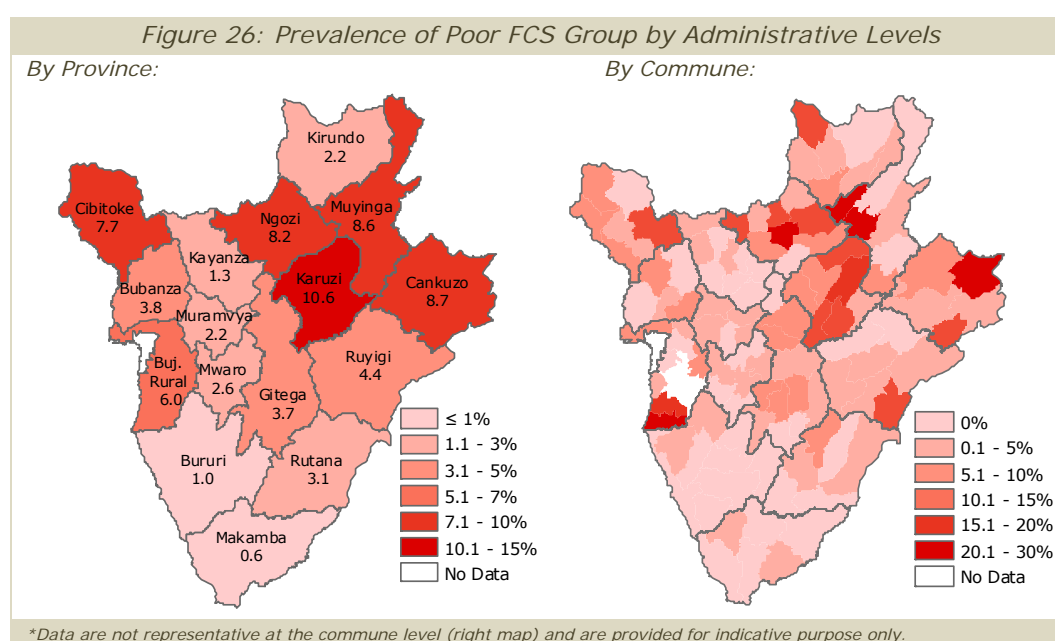 Figure 26: Prevalence of Poor FCS Group by Administrative Levels
By Province:
Kirundo
2.2
Cibitoke
7.7
Ngozi
8.2
Muyinga
8.6
Kayanza
1.3
Karuzi
10.6
Cankuzo
8.7
Bubanza
3.8
Muramvya
2.2
Buj.
Rural
6.0
Mwaro
2.6
Gitega
3.7
Ruyigi
4.4
Bururi
1.0
Rutana
3.1
Makamba
0.6
≤ 1%
1.1 - 3%
3.1 - 5%
5.1 - 7%
7.1 - 10%
10.1 - 15%
No Data
By Commune:
0%
0.1 - 5%
5.1 - 10%
10.1 - 15%
15.1 - 20%
20.1 - 30%
No Data
*Data are not representative at the commune level (right map) and are provided for indicative purpose only.